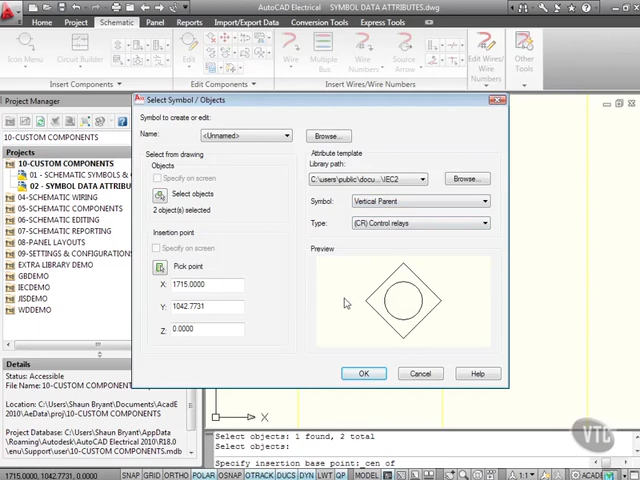 AutoCAD Electrical SYMBOL DATA ATTRIBUTES.dwg
Home Project Schematic Panel Reports Import/Export Data Conversion Tools Express Tools
Icon Menu
Circuit Builder
Edit
Wire
Multiple Bus
Wire Numbers
Source Arrow
Edit Wires/Wire Numbers
Other Tools
Insert Components
Edit Components
Insert Wires/Wire Numbers
Project Manager
10-CUSTOM COMPONENTS
Projects
10-CUSTOM COMPONENTS
01 - SCHEMATIC SYMBOLS
02 - SYMBOL DATA ATTRIB
04-SCHEMATIC WIRING
05-SCHEMATIC COMPONENTS
06-SCHEMATIC EDITING
07-SCHEMATIC REPORTING
08-PANEL LAYOUTS
09-SETTINGS & CONFIGURATIONS
EXTRA LIBRARY DEMO
GBDEMO
IECDEMO
JISDEMO
WDDEMO
Details
Status: Accessible
File Name: 10-CUSTOM COMPONENTS
Location: C:\Users\Shaun Bryant\Documents\AcadE 2010\AeData\proj\10-CUSTOM COMPONENTS\
Project Database: C:\Users\Shaun Bryant\AppData\Roaming\Autodesk\AutoCAD Electrical 2010\R18.0\enu\Support\user\10-CUSTOM COMPONENTS.mdb
Select Symbol / Objects
Symbol to create or edit:
Name: <Unnamed> Browse...
Select from drawing
Objects
Specify on screen
Select objects
2 object(s) selected
Insertion point
Specify on screen
Pick point
X: 1715.0000
Y: 1042.7731
Z: 0.0000
Attribute template
Library path:
C:\users\public\docu...\IEC2 Browse...
Symbol: Vertical Parent
Type: (CR) Control relays
Preview
OK Cancel Help
X
Select objects: 1 found, 2 total
Select objects:
Specify insertion base point:_cen of
VTC
1715.0000, 1042.7731, 0.0000 SNAP GRID ORTHO POLAR OSNAP OTRACK DUCS DYN LWT QP MODEL 1:1 ACADE